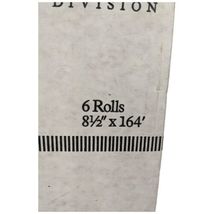 DIVISION
6 Rolls
8½" x 164'